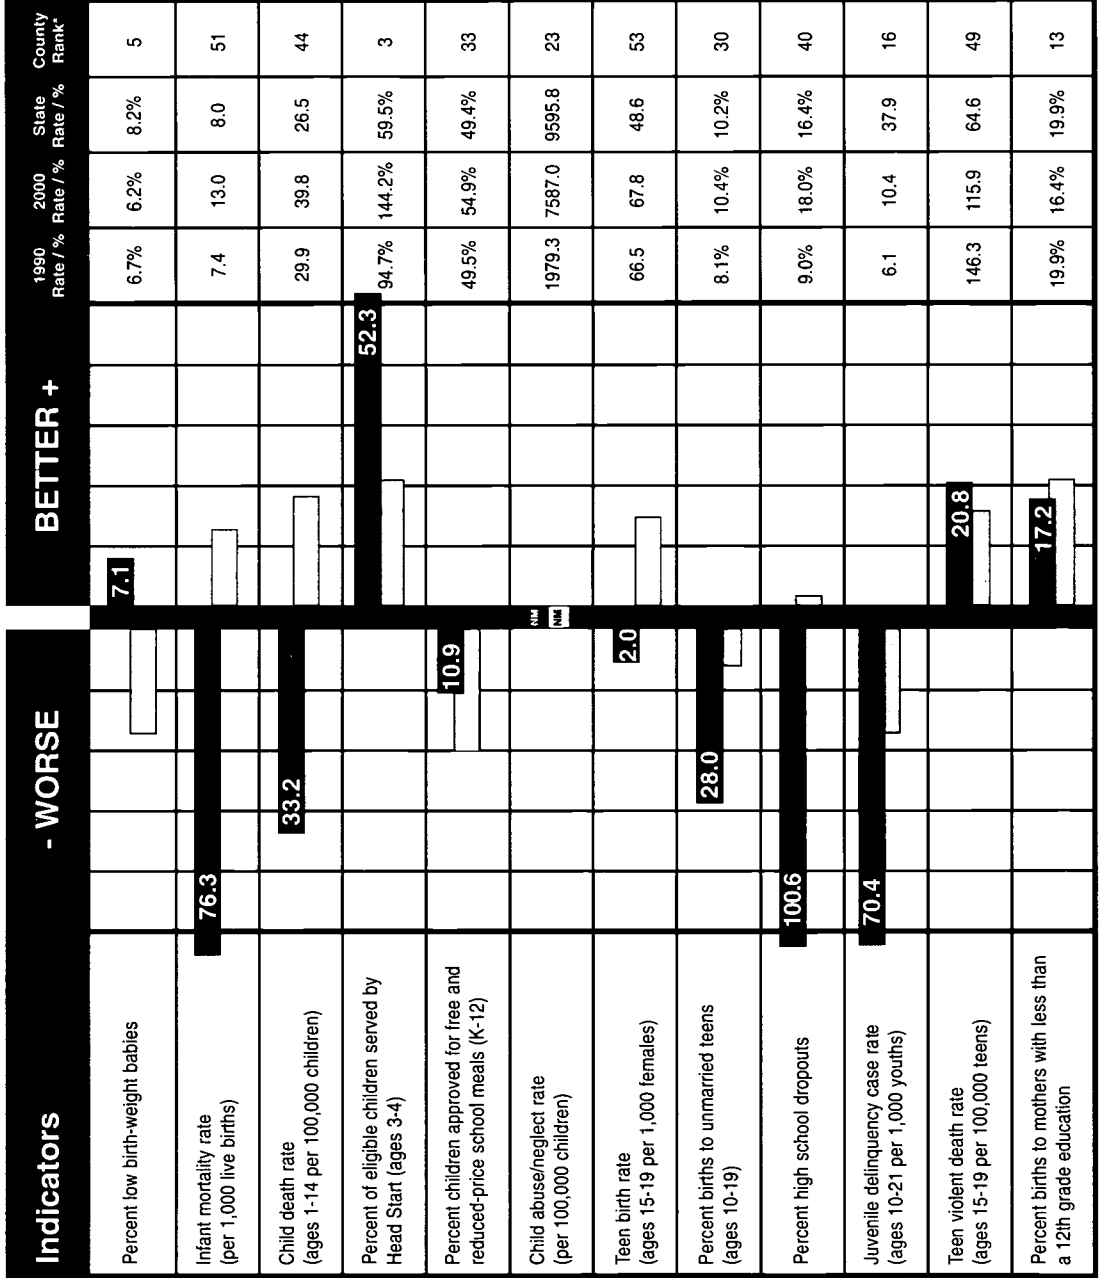 Indicators - WORSE BETTER + 1990 Rate / % 2000 Rate / % State Rate / % County Rank*
Percent low birth-weight babies 7.1 6.7% 6.2% 8.2% 5
Infant mortality rate
(per 1,000 live births) 76.3 7.4 13.0 8.0 51
Child death rate
(ages 1-14 per 100,000 children) 33.2 29.9 39.8 26.5 44
Percent of eligible children served by
Head Start (ages 3-4) 52.3 94.7% 144.2% 59.5% 3
Percent children approved for free and
reduced-price school meals (K-12) 10.9 49.5% 54.9% 49.4% 33
Child abuse/neglect rate
(per 100,000 children) NM NM 1979.3 7587.0 9595.8 23
Teen birth rate
(ages 15-19 per 1,000 females) 2.0 66.5 67.8 48.6 53
Percent births to unmarried teens
(ages 10-19) 28.0 8.1% 10.4% 10.2% 30
Percent high school dropouts 100.6 9.0% 18.0% 16.4% 40
Juvenile delinquency case rate
(ages 10-21 per 1,000 youths) 70.4 6.1 10.4 37.9 16
Teen violent death rate
(ages 15-19 per 100,000 teens) 20.8 146.3 115.9 64.6 49
Percent births to mothers with less than
a 12th grade education 17.2 19.9% 16.4% 19.9% 13